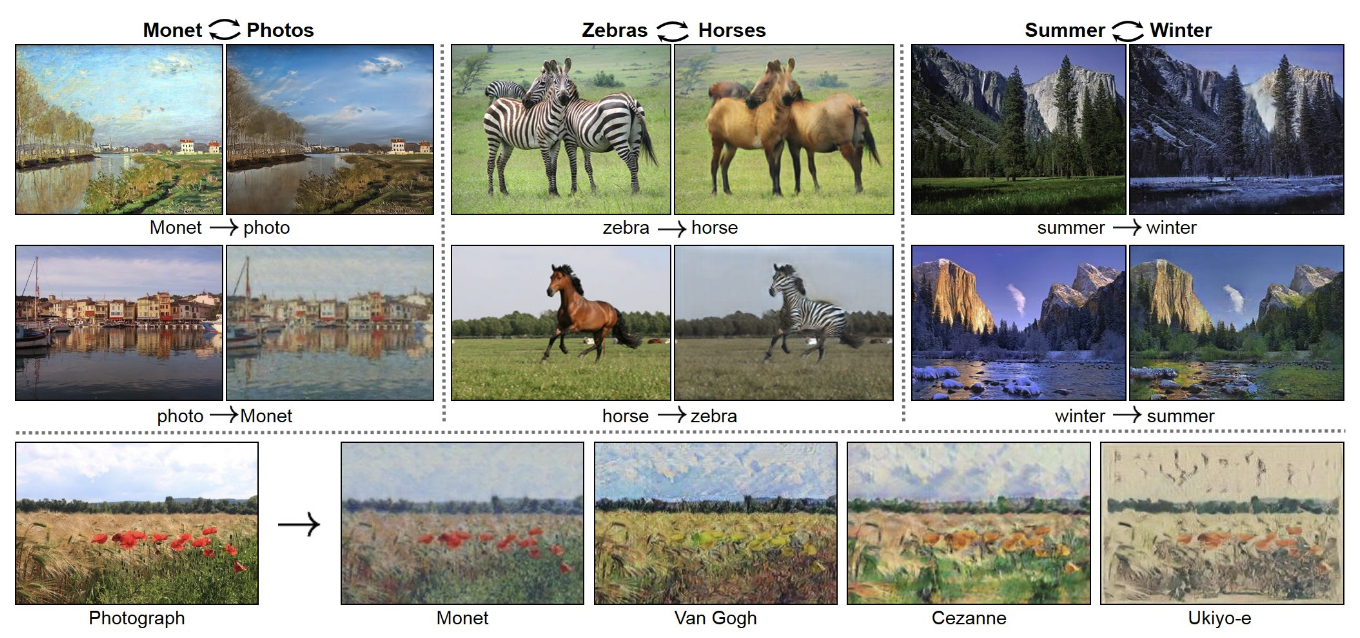 Monet ⇄ Photos
Zebras ⇄ Horses
Summer ⇄ Winter
Monet → photo
zebra → horse
summer → winter
photo → Monet
horse → zebra
winter → summer
Photograph
→
Monet
Van Gogh
Cezanne
Ukiyo-e